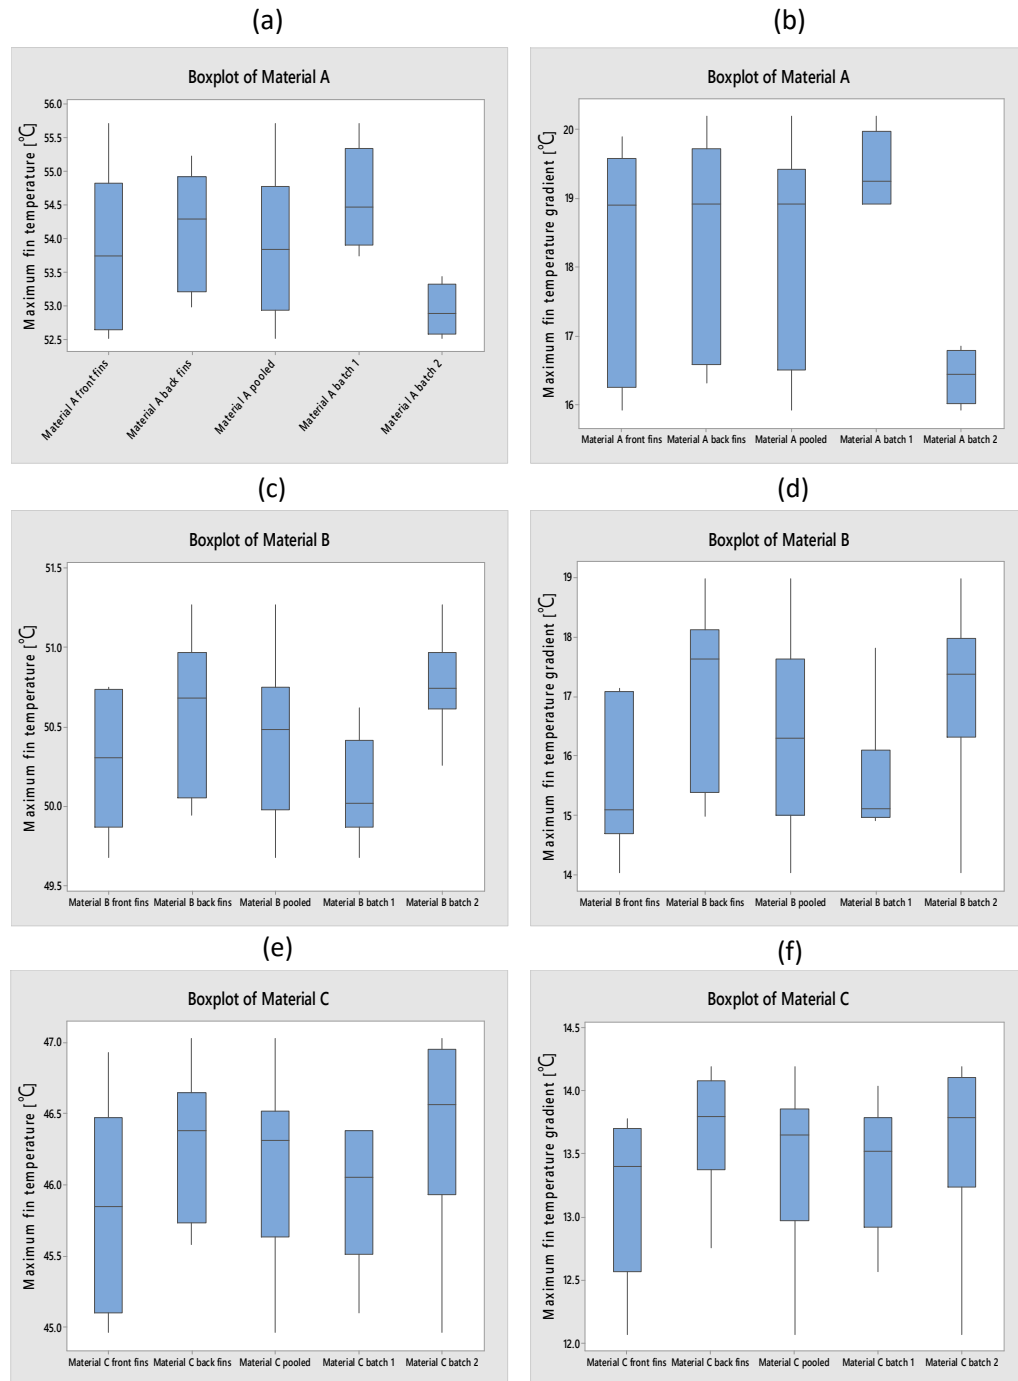 (a)
Boxplot of Material A
Maximum fin temperature [°C]
56.0
55.5
55.0
54.5
54.0
53.5
53.0
52.5
Material A front fins
Material A back fins
Material A pooled
Material A batch 1
Material A batch 2
(b)
Boxplot of Material A
Maximum fin temperature gradient [°C]
20
19
18
17
16
Material A front fins Material A back fins Material A pooled Material A batch 1 Material A batch 2
(c)
Boxplot of Material B
Maximum fin temperature [°C]
51.5
51.0
50.5
50.0
49.5
Material B front fins Material B back fins Material B pooled Material B batch 1 Material B batch 2
(d)
Boxplot of Material B
Maximum fin temperature gradient [°C]
19
18
17
16
15
14
Material B front fins Material B back fins Material B pooled Material B batch 1 Material B batch 2
(e)
Boxplot of Material C
Maximum fin temperature [°C]
47.0
46.5
46.0
45.5
45.0
Material C front fins Material C back fins Material C pooled Material C batch 1 Material C batch 2
(f)
Boxplot of Material C
Maximum fin temperature gradient [°C]
14.5
14.0
13.5
13.0
12.5
12.0
Material C front fins Material C back fins Material C pooled Material C batch 1 Material C batch 2